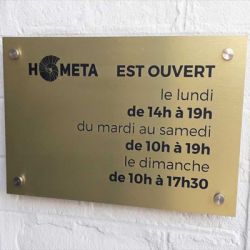 HOMETA EST OUVERT
le lundi
de 14h à 19h
du mardi au samedi
de 10h à 19h
le dimanche
de 10h à 17h30